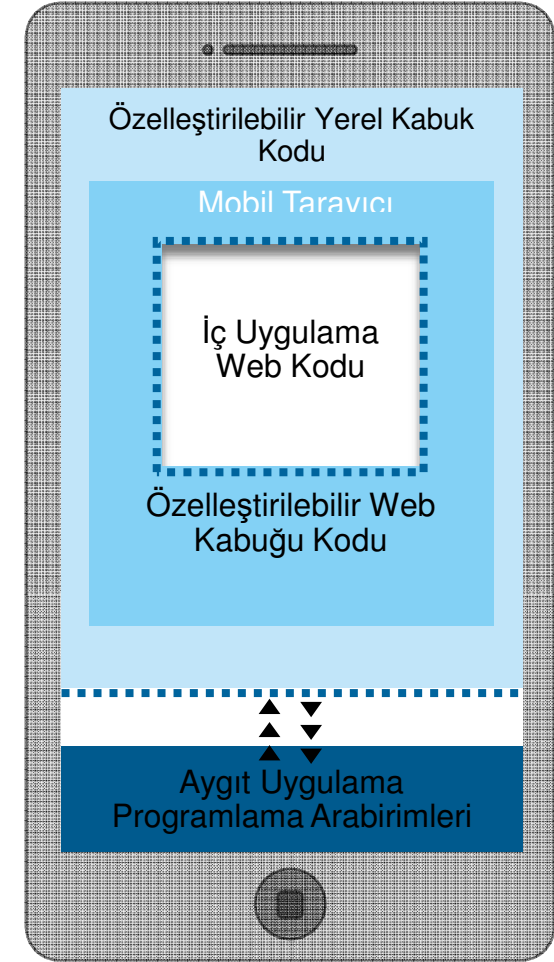 Özelleştirilebilir Yerel Kabuk
Kodu
Mobil Tarayıcı
İç Uygulama
Web Kodu
Özelleştirilebilir Web
Kabuğu Kodu
Aygıt Uygulama
Programlama Arabirimleri